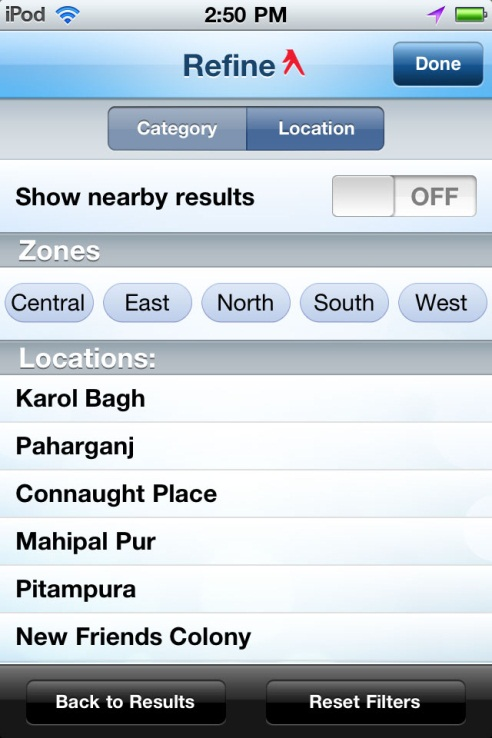 iPod 2:50 PM
Refine Done
Category Location
Show nearby results OFF
Zones
Central East North South West
Locations:
Karol Bagh
Paharganj
Connaught Place
Mahipal Pur
Pitampura
New Friends Colony
Back to Results Reset Filters